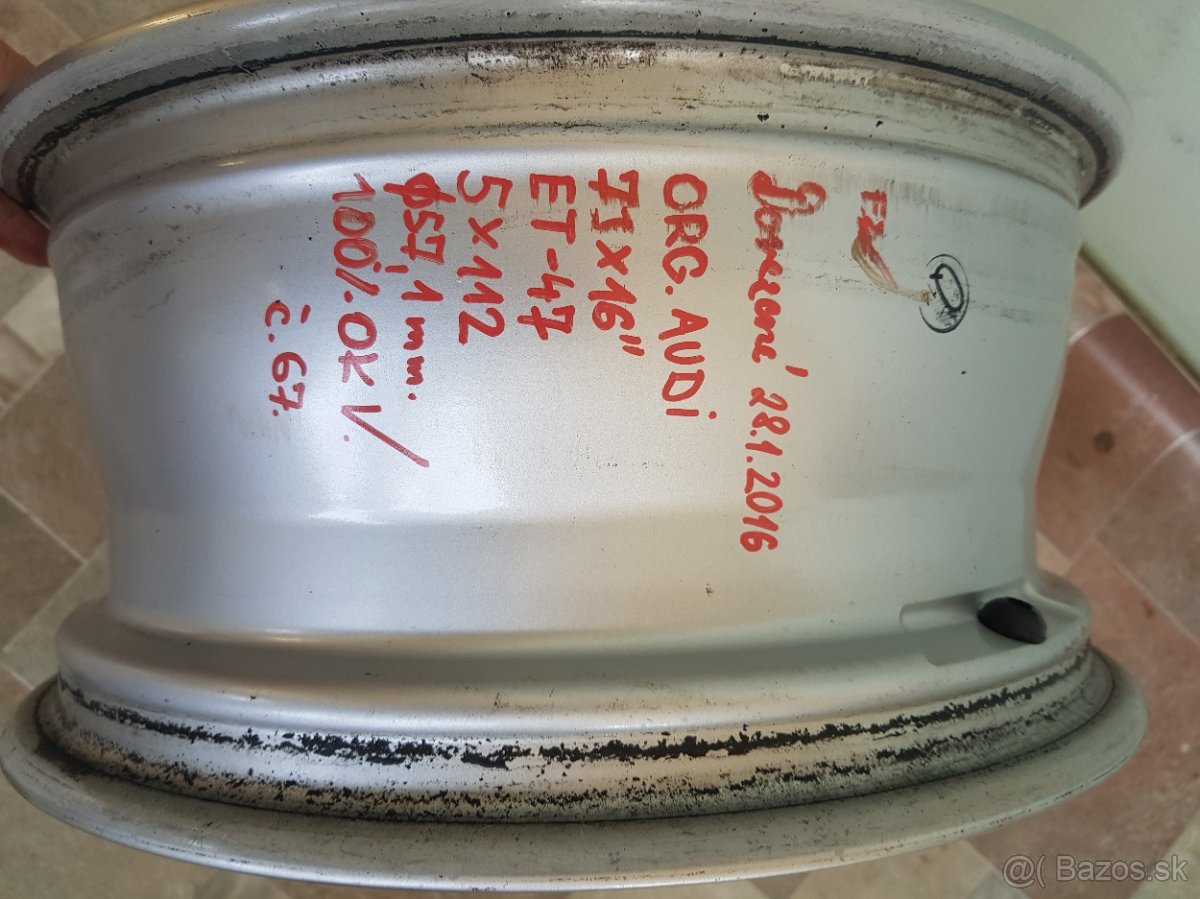 Doverené 28.1.2016
ORG. AUDi
7J x 16"
ET-47
5 x 112
φ57,1 mm.
100% OK V.
č. 67.
@( Bazos.sk